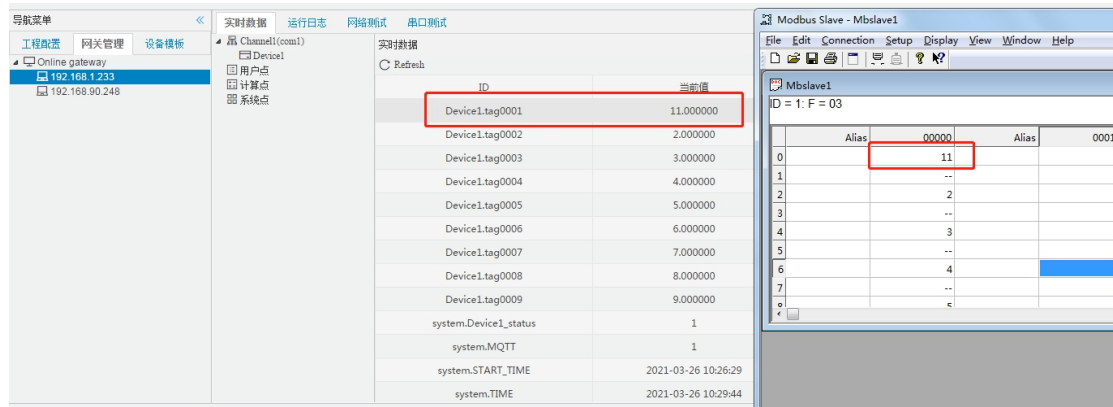 导航菜单
工程配置 网关管理 设备模板
Online gateway
192.168.1.233
192.168.90.248
实时数据 运行日志 网络测试 串口测试
Channel1(com1)
Device1
用户点
计算点
系统点
实时数据
Refresh
ID 当前值
Device1.tag0001 11.000000
Device1.tag0002 2.000000
Device1.tag0003 3.000000
Device1.tag0004 4.000000
Device1.tag0005 5.000000
Device1.tag0006 6.000000
Device1.tag0007 7.000000
Device1.tag0008 8.000000
Device1.tag0009 9.000000
system.Device1_status 1
system.MQTT 1
system.START_TIME 2021-03-26 10:26:29
system.TIME 2021-03-26 10:29:44
Modbus Slave - Mbslave1
File Edit Connection Setup Display View Window Help
Mbslave1
ID = 1: F = 03
Alias 00000 Alias 0001
0 11
1 --
2 2
3 --
4 3
5 --
6 4
7 --